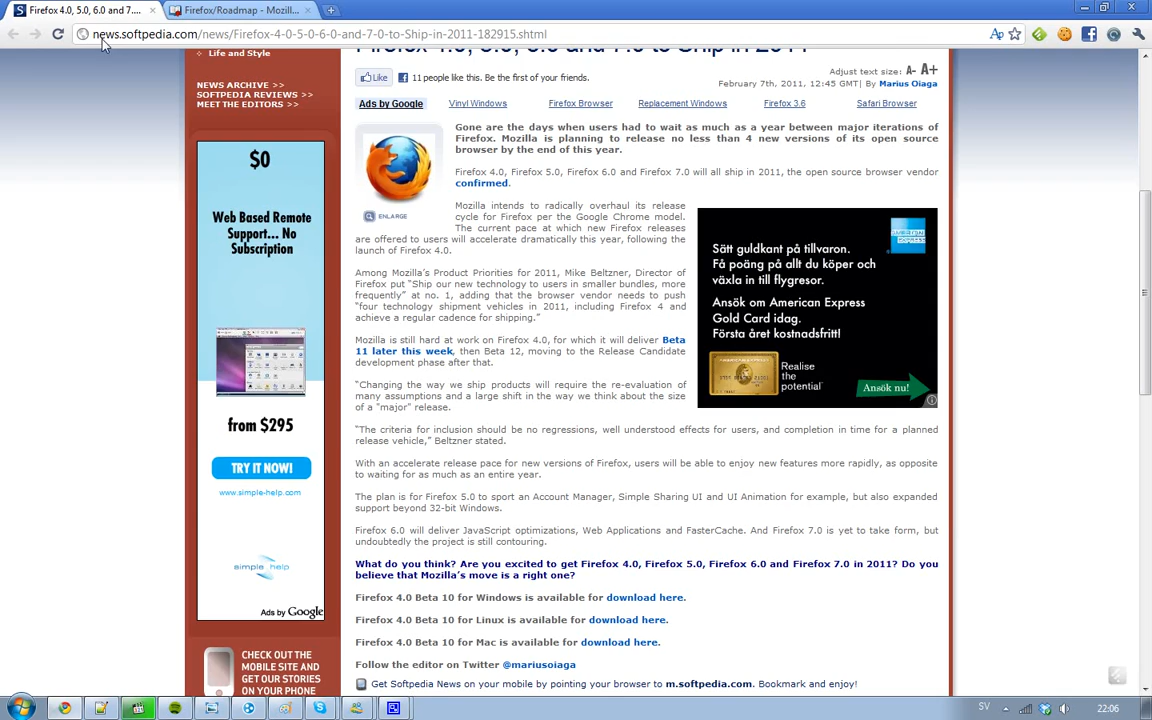 Firefox 4.0, 5.0, 6.0 and 7....
Firefox/Roadmap - Mozill...
news.softpedia.com/news/Firefox-4-0-5-0-6-0-and-7-0-to-Ship-in-2011-182915.shtml
Firefox 4.0, 5.0, 6.0 and 7.0 to Ship in 2011
Life and Style
NEWS ARCHIVE >>
SOFTPEDIA REVIEWS >>
MEET THE EDITORS >>
Like
11 people like this. Be the first of your friends.
Adjust text size: A- A+
February 7th, 2011, 12:45 GMT| By Marius Oiaga
Ads by Google
Vinyl Windows
Firefox Browser
Replacement Windows
Firefox 3.6
Safari Browser
ENLARGE
Gone are the days when users had to wait as much as a year between major iterations of
Firefox. Mozilla is planning to release no less than 4 new versions of its open source
browser by the end of this year.
Firefox 4.0, Firefox 5.0, Firefox 6.0 and Firefox 7.0 will all ship in 2011, the open source browser vendor
confirmed.
Mozilla intends to radically overhaul its release
cycle for Firefox per the Google Chrome model.
The current pace at which new Firefox releases
are offered to users will accelerate dramatically this year, following the
launch of Firefox 4.0.
Among Mozilla's Product Priorities for 2011, Mike Beltzner, Director of
Firefox put "Ship our new technology to users in smaller bundles, more
frequently" at no. 1, adding that the browser vendor needs to push
"four technology shipment vehicles in 2011, including Firefox 4 and
achieve a regular cadence for shipping."
Mozilla is still hard at work on Firefox 4.0, for which it will deliver Beta
11 later this week, then Beta 12, moving to the Release Candidate
development phase after that.
"Changing the way we ship products will require the re-evaluation of
many assumptions and a large shift in the way we think about the size
of a "major" release.
"The criteria for inclusion should be no regressions, well understood effects for users, and completion in time for a planned
release vehicle," Beltzner stated.
With an accelerate release pace for new versions of Firefox, users will be able to enjoy new features more rapidly, as opposite
to waiting for as much as an entire year.
The plan is for Firefox 5.0 to sport an Account Manager, Simple Sharing UI and UI Animation for example, but also expanded
support beyond 32-bit Windows.
Firefox 6.0 will deliver JavaScript optimizations, Web Applications and FasterCache. And Firefox 7.0 is yet to take form, but
undoubtedly the project is still contouring.
What do you think? Are you excited to get Firefox 4.0, Firefox 5.0, Firefox 6.0 and Firefox 7.0 in 2011? Do you
believe that Mozilla's move is a right one?
Firefox 4.0 Beta 10 for Windows is available for download here.
Firefox 4.0 Beta 10 for Linux is available for download here.
Firefox 4.0 Beta 10 for Mac is available for download here.
Follow the editor on Twitter @mariusoiaga
Get Softpedia News on your mobile by pointing your browser to m.softpedia.com. Bookmark and enjoy!
$0
Web Based Remote
Support... No
Subscription
from $295
TRY IT NOW!
www.simple-help.com
simple help
Ads by Google
CHECK OUT THE
MOBILE SITE AND
GET OUR STORIES
ON YOUR PHONE
AMERICAN EXPRESS
Sätt guldkant på tillvaron.
Få poäng på allt du köper och
växla in till flygresor.
Ansök om American Express
Gold Card idag.
Första året kostnadsfritt!
Realise
the
potential
Ansök nu!
SV
22:06